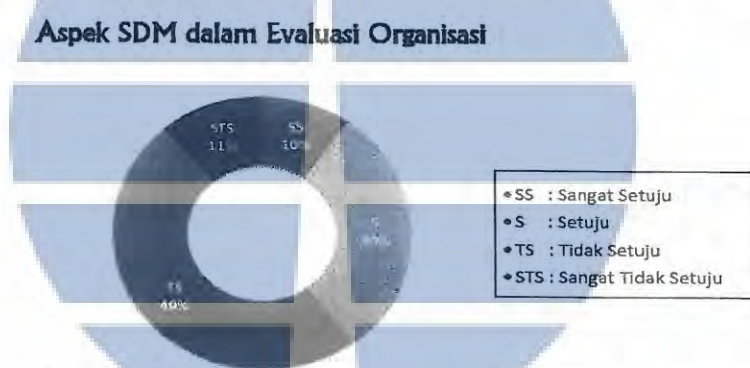 Aspek SDM dalam Evaluasi Organisasi
STS
11%
SS
10%
S
TS
40%
• SS : Sangat Setuju
• S : Setuju
• TS : Tidak Setuju
• STS : Sangat Tidak Setuju